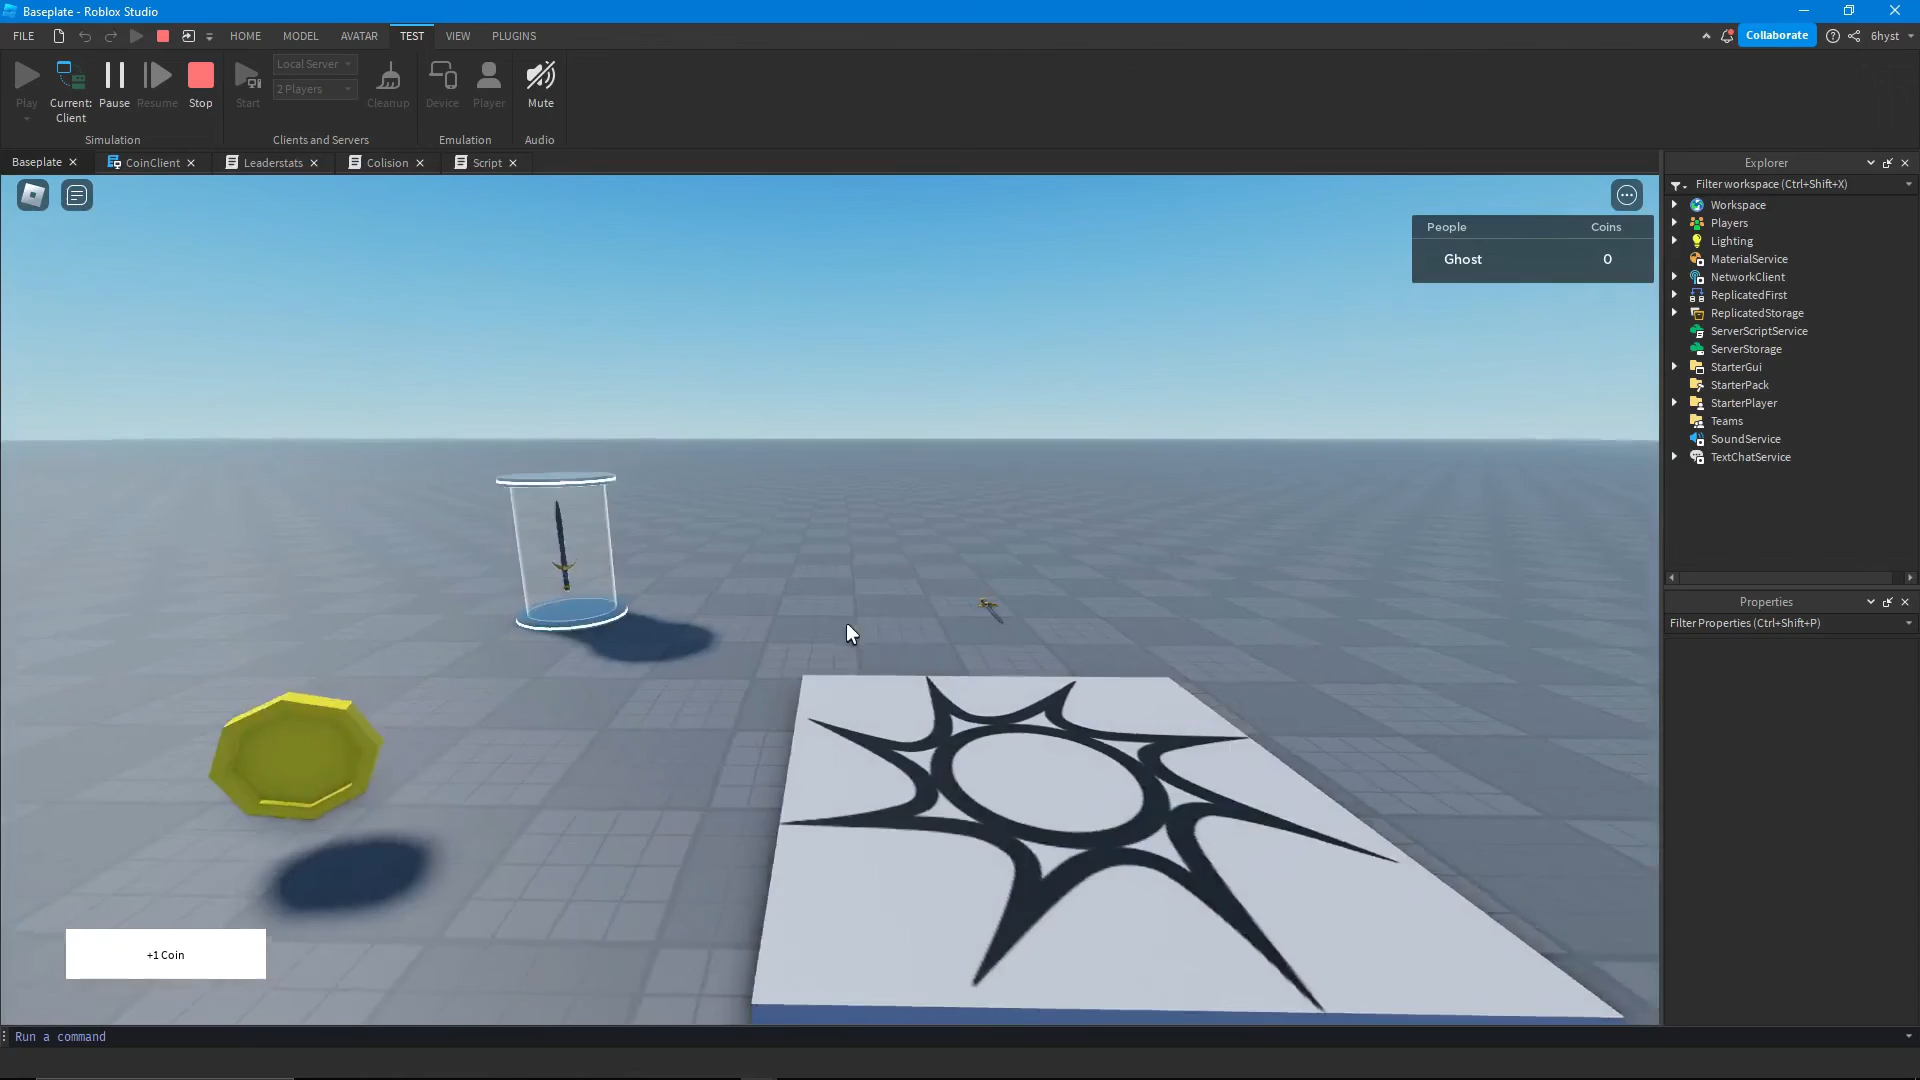 Baseplate - Roblox Studio
FILE HOME MODEL AVATAR TEST VIEW PLUGINS Collaborate 6hyst
Play Current: Client Pause Resume Stop
Simulation
Start Local Server 2 Players Cleanup
Clients and Servers
Device Player
Emulation
Mute
Audio
Baseplate CoinClient Leaderstats Colision Script
People Coins
Ghost 0
+1 Coin
Run a command
Explorer
Filter workspace (Ctrl+Shift+X)
Workspace
Players
Lighting
MaterialService
NetworkClient
ReplicatedFirst
ReplicatedStorage
ServerScriptService
ServerStorage
StarterGui
StarterPack
StarterPlayer
Teams
SoundService
TextChatService
Properties
Filter Properties (Ctrl+Shift+P)